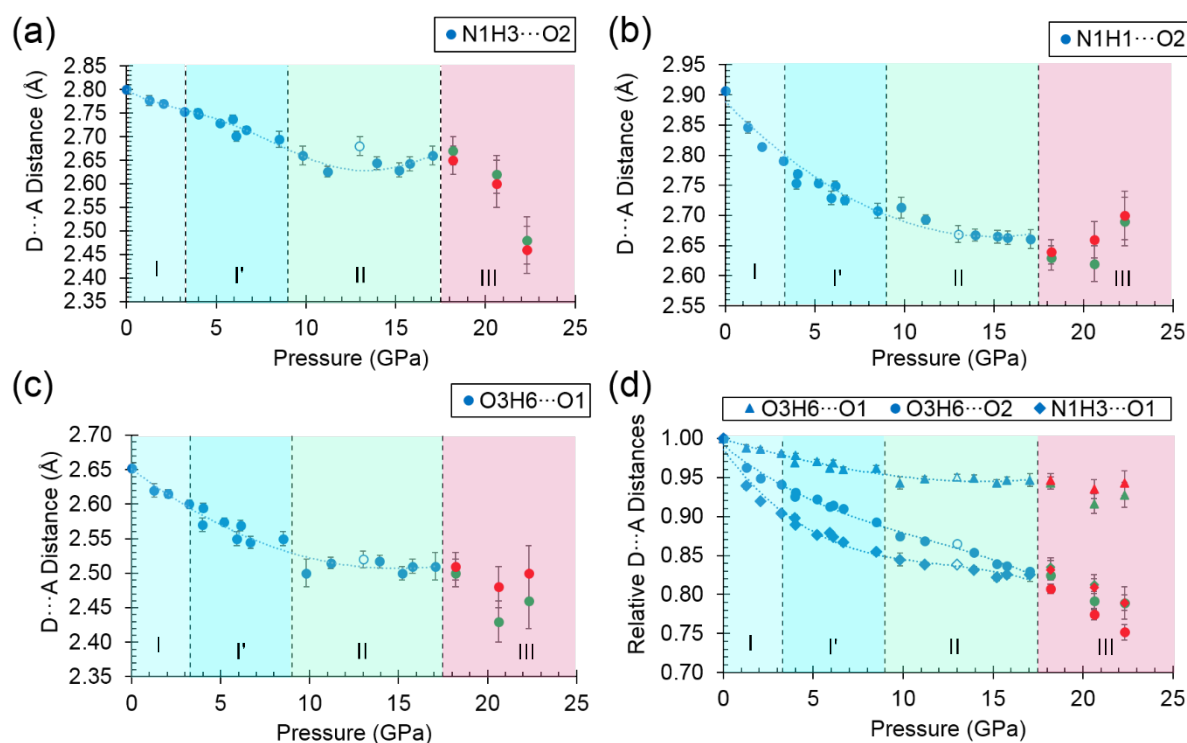 (a)
N1H3···O2
D···A Distance (Å)
2.85
2.80
2.75
2.70
2.65
2.60
2.55
2.50
2.45
2.40
2.35
I
I'
II
III
0
5
10
15
20
25
Pressure (GPa)
(b)
N1H1···O2
D···A Distance (Å)
2.95
2.90
2.85
2.80
2.75
2.70
2.65
2.60
2.55
I
I'
II
III
0
5
10
15
20
25
Pressure (GPa)
(c)
O3H6···O1
D···A Distance (Å)
2.70
2.65
2.60
2.55
2.50
2.45
2.40
2.35
I
I'
II
III
0
5
10
15
20
25
Pressure (GPa)
(d)
O3H6···O1
O3H6···O2
N1H3···O1
Relative D···A Distances
1.00
0.95
0.90
0.85
0.80
0.75
0.70
I
I'
II
III
0
5
10
15
20
25
Pressure (GPa)